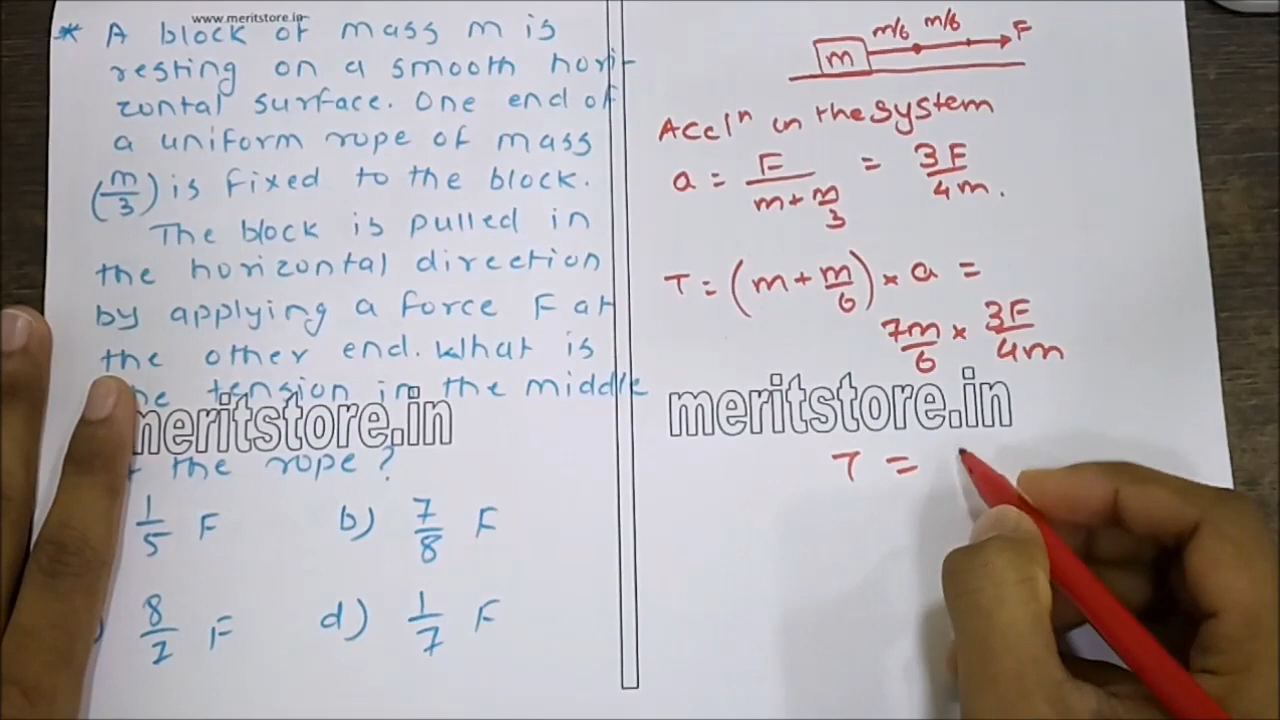 www.meritstore.in
* A block of mass m is
resting on a smooth hori-
zontal surface. One end of
a uniform rope of mass
(m/3) is fixed to the block.
The block is pulled in
the horizontal direction
by applying a force F at
the other end. What is
tension in the middle
meritstore.in
the rope?
1/5 F b) 7/8 F
8/7 F d) 1/7 F
m/6 m/6 F
m
Accln in the system
a = F/(m+m/3) = 3F/4m.
T = (m+m/6) × a =
7m/6 × 3F/4m
meritstore.in
T =